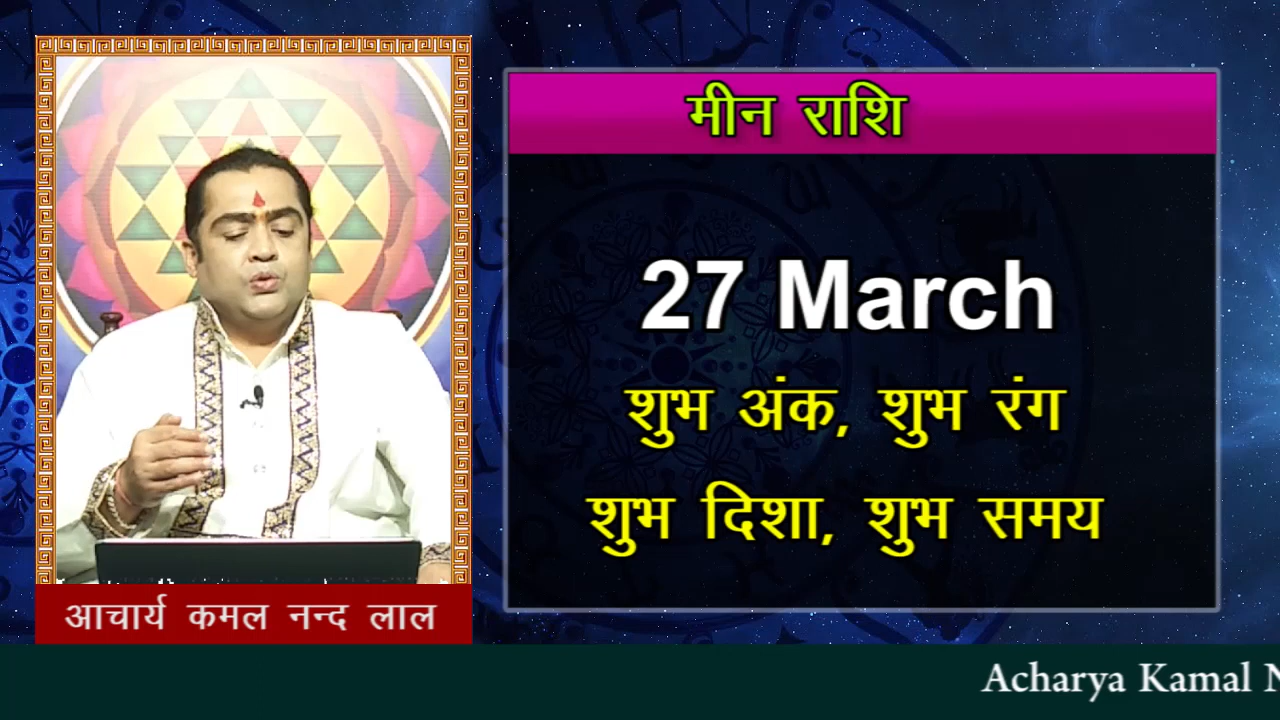 मीन राशि
27 March
शुभ अंक, शुभ रंग
शुभ दिशा, शुभ समय
आचार्य कमल नन्द लाल
Acharya Kamal N